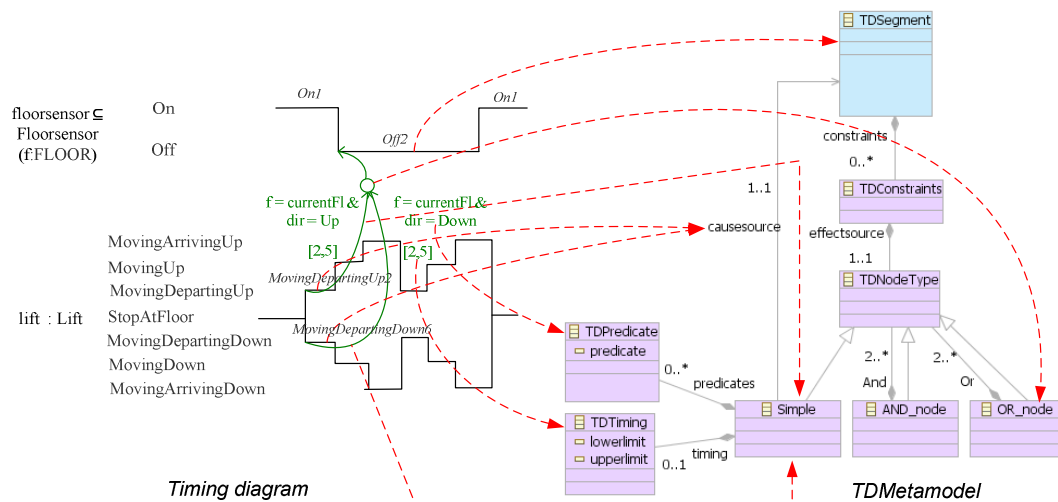 TDSegment
On1
On1
floorsensor ⊆
Floorsensor
(f:FLOOR)
On
Off
Off2
constraints
0..*
TDConstraints
f = currentFl &
dir = Up
f = currentFl &
dir = Down
1..1
causesource
effectsource
1..1
TDNodeType
[2,5]
[2,5]
MovingArrivingUp
MovingUp
MovingDepartingUp
MovingDepartingUp2
lift : Lift
StopAtFloor
MovingDepartingDown
MovingDepartingDown6
MovingDown
MovingArrivingDown
TDPredicate
predicate
0..*
predicates
2..*
And
2..*
Or
Simple
AND_node
OR_node
TDTiming
lowerlimit
upperlimit
0..1
timing
Timing diagram
TDMetamodel